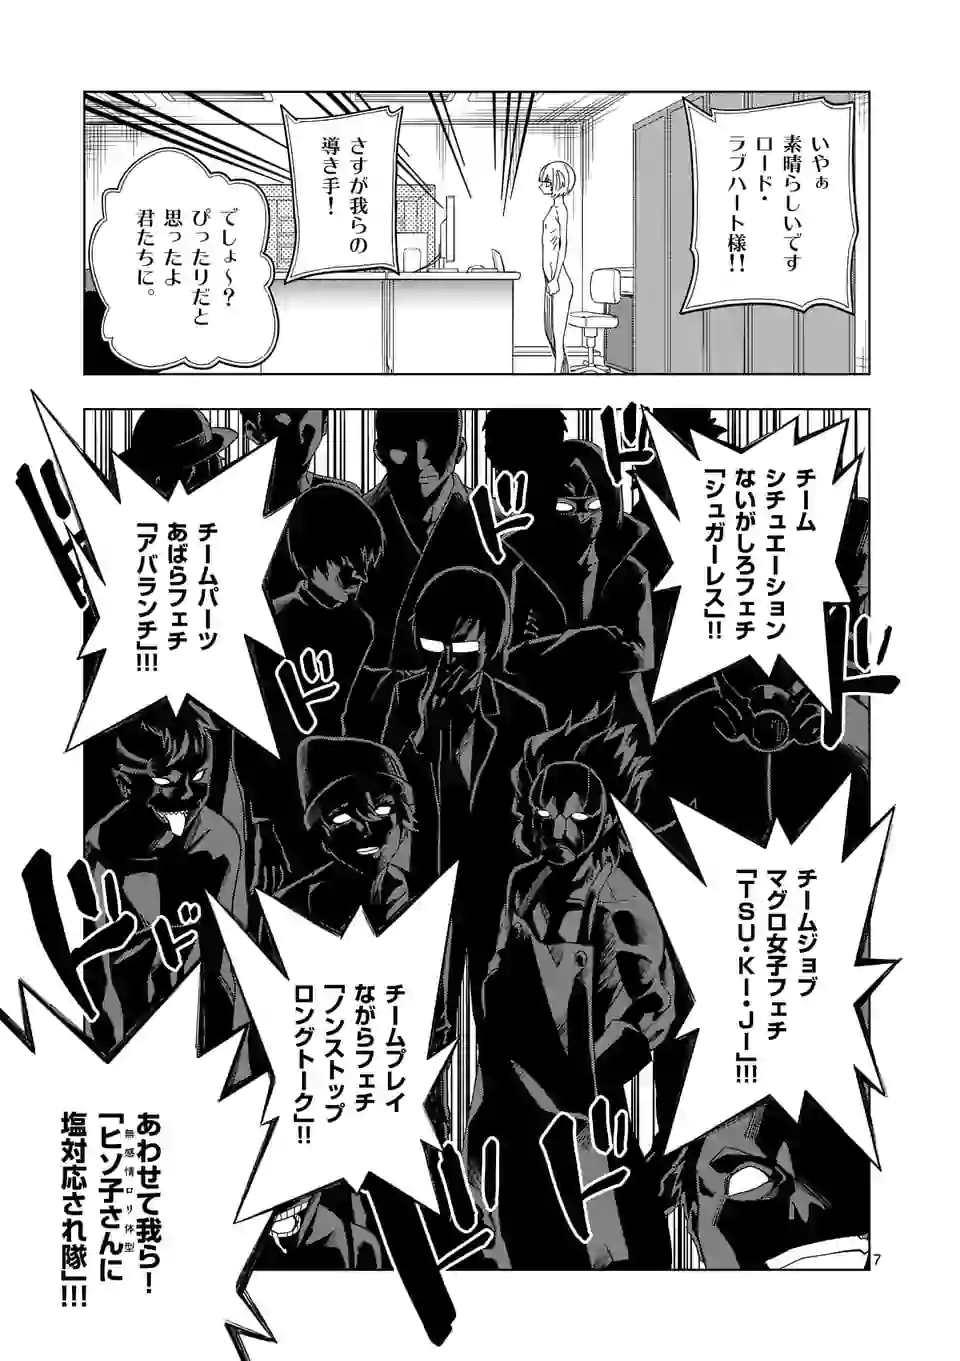 いやぁ
素晴らしいです
ロード・
ラブハート様!!
さすが我らの
導き手!
でしょ～?
ぴったりだと
思ったよ
君たちに。
チーム
シチュエーション
ないがしろフェチ
「シュガーレス」!!
チームパーツ
あばらフェチ
「アバランチ」!!!
チームジョブ
マグロ女子フェチ
「TSU・KI・JI」!!!
チームプレイ
ながらフェチ
「ノンストップ
ロングトーク」!!
あわせて我ら!
無感情ロリ体型
「ヒソ子さんに
塩対応され隊」!!!
ドド
ドド
ドド
ドド
7